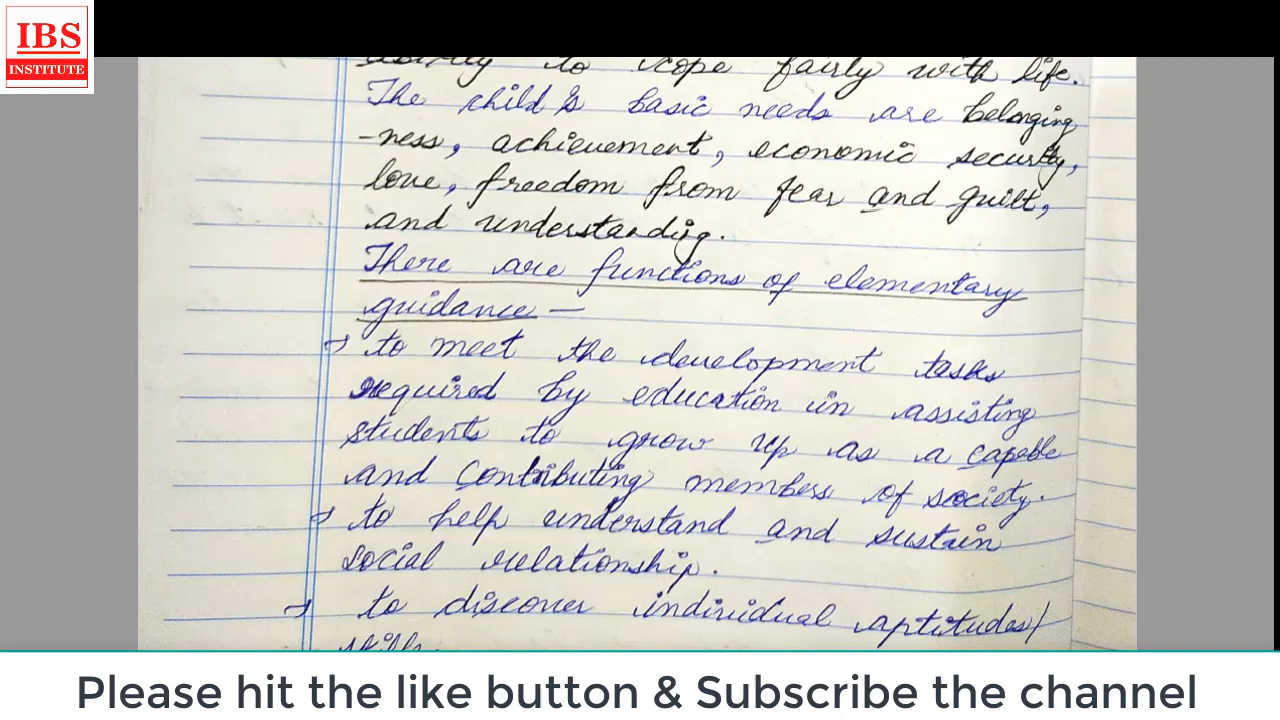 IBS
INSTITUTE
to cope fairly with life.
The child's basic needs are belonging
-ness, achievement, economic security,
love, freedom from fear and guilt,
and understandig.
There are functions of elementary
guidance —
→ to meet the development tasks
required by education in assisting
students to grow up as a capable
and contributing members of society.
→ to help understand and sustain
social relationship.
→ to discover individual aptitudes/
Please hit the like button & Subscribe the channel